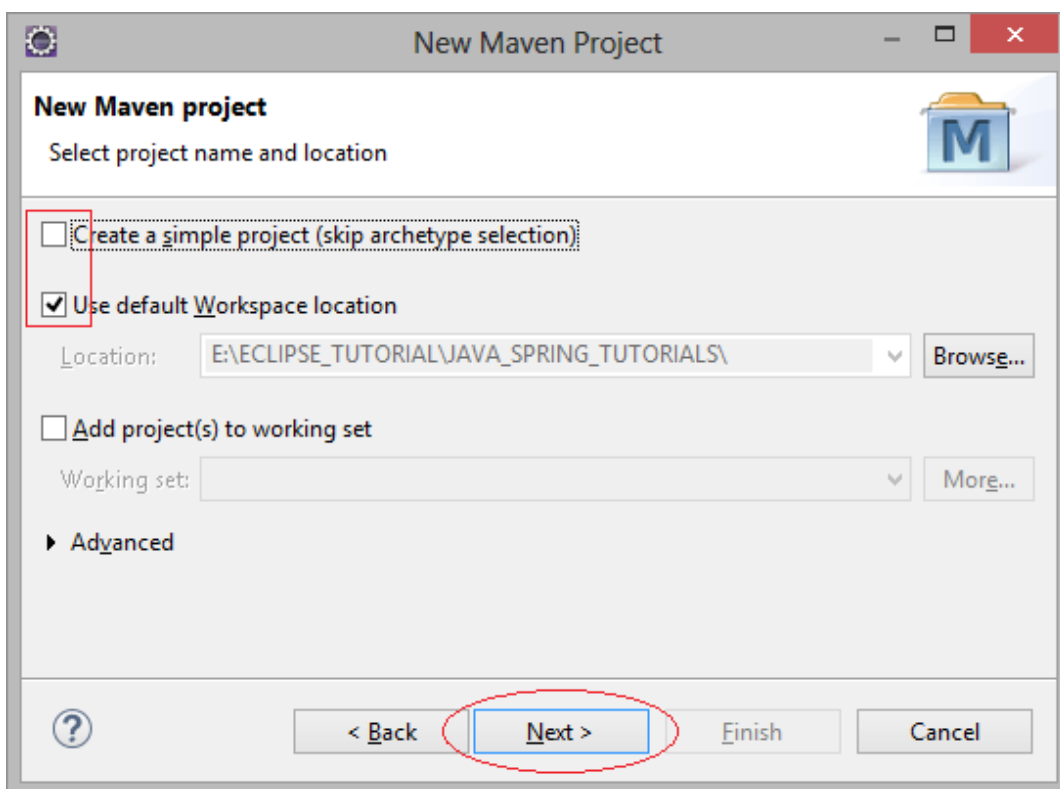 New Maven Project
New Maven project
Select project name and location
M
Create a simple project (skip archetype selection)
Use default Workspace location
Location: E:\ECLIPSE_TUTORIAL\JAVA_SPRING_TUTORIALS\ Browse...
Add project(s) to working set
Working set: More...
Advanced
? < Back Next > Finish Cancel